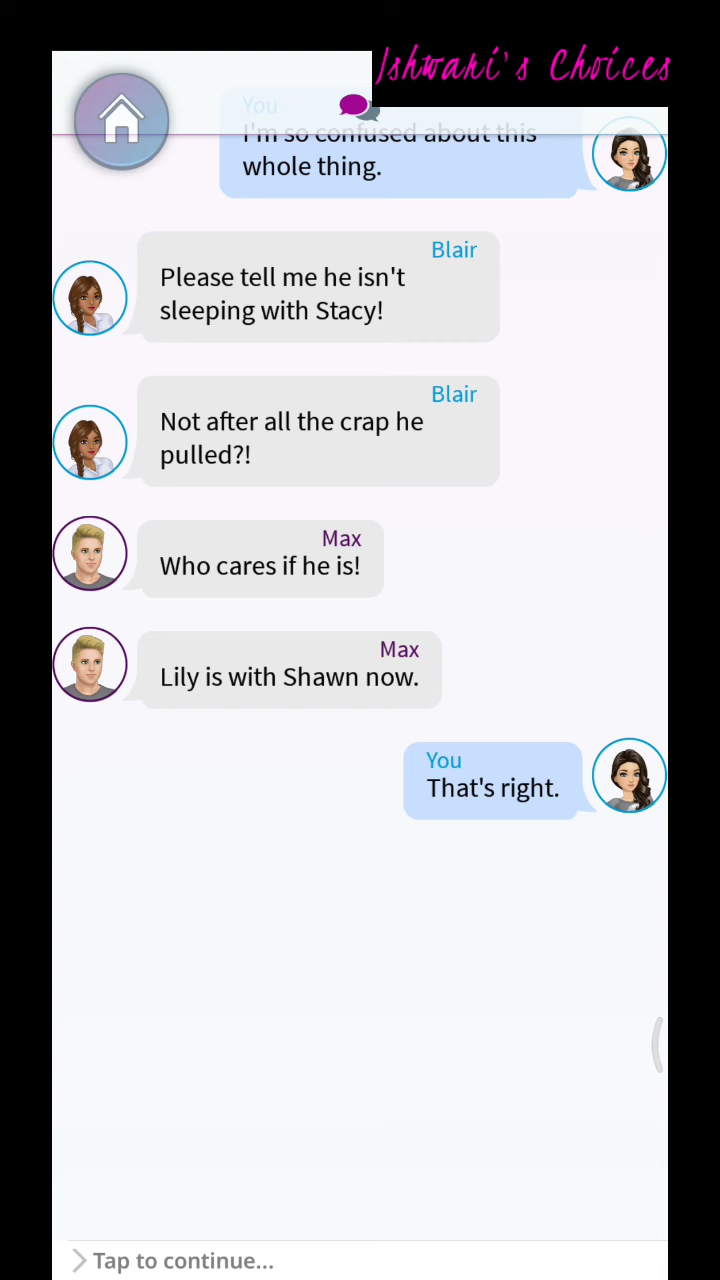 Ishwari's Choices
You
I'm so confused about this
whole thing.
Blair
Please tell me he isn't
sleeping with Stacy!
Blair
Not after all the crap he
pulled?!
Max
Who cares if he is!
Max
Lily is with Shawn now.
You
That's right.
Tap to continue...